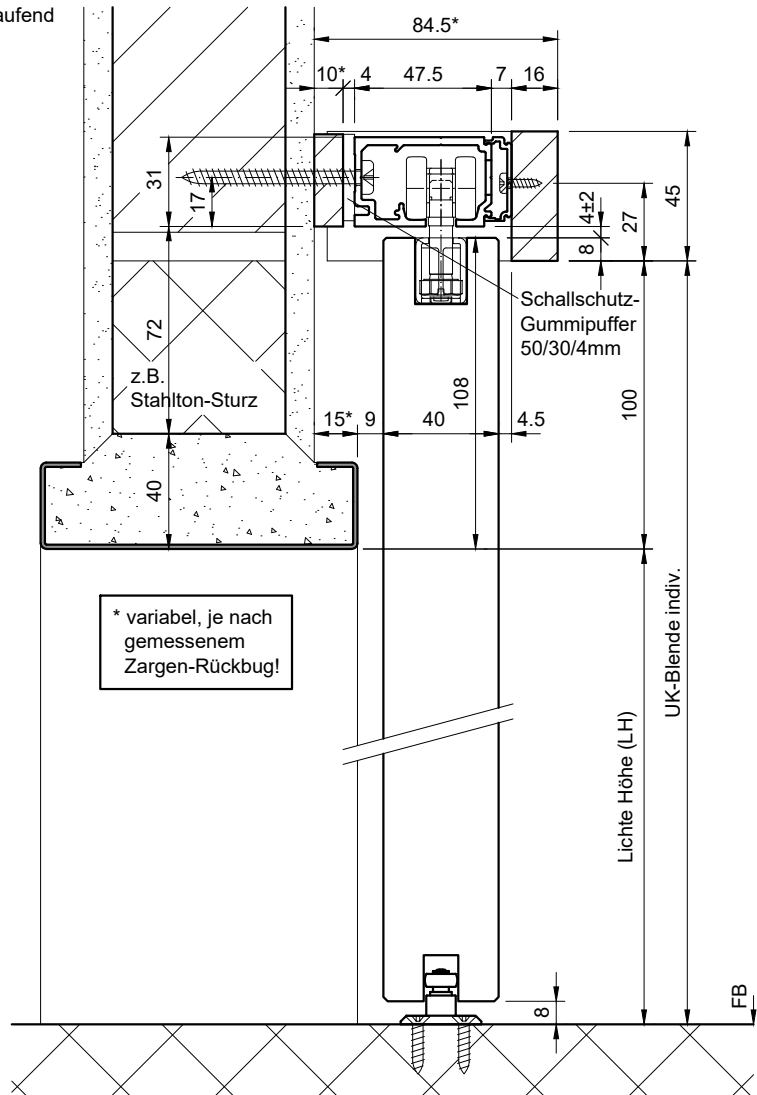 aufend
84.5*
10*
4
47.5
7
16
31
17
4±2
8
27
45
72
z.B.
Stahlton-Sturz
Schallschutz-
Gummipuffer
50/30/4mm
15*
9
40
4.5
108
100
40
* variabel, je nach
gemessenem
Zargen-Rückbug!
Lichte Höhe (LH)
UK-Blende indiv.
8
FB